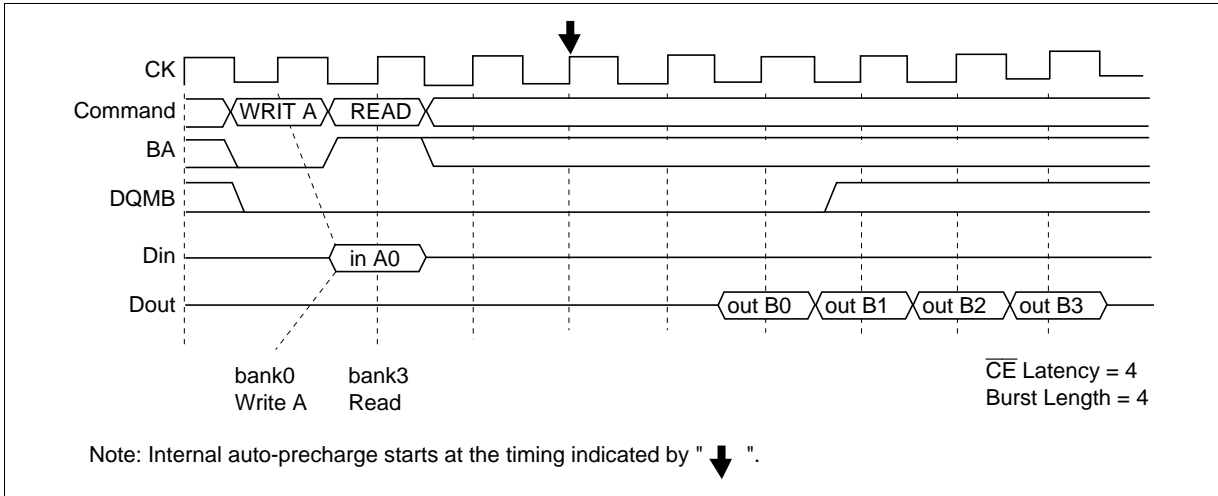 CK
Command WRIT A READ
BA
DQMB
Din in A0
Dout out B0 out B1 out B2 out B3
bank0 bank3 CE Latency = 4
Write A Read Burst Length = 4
Note: Internal auto-precharge starts at the timing indicated by " ".